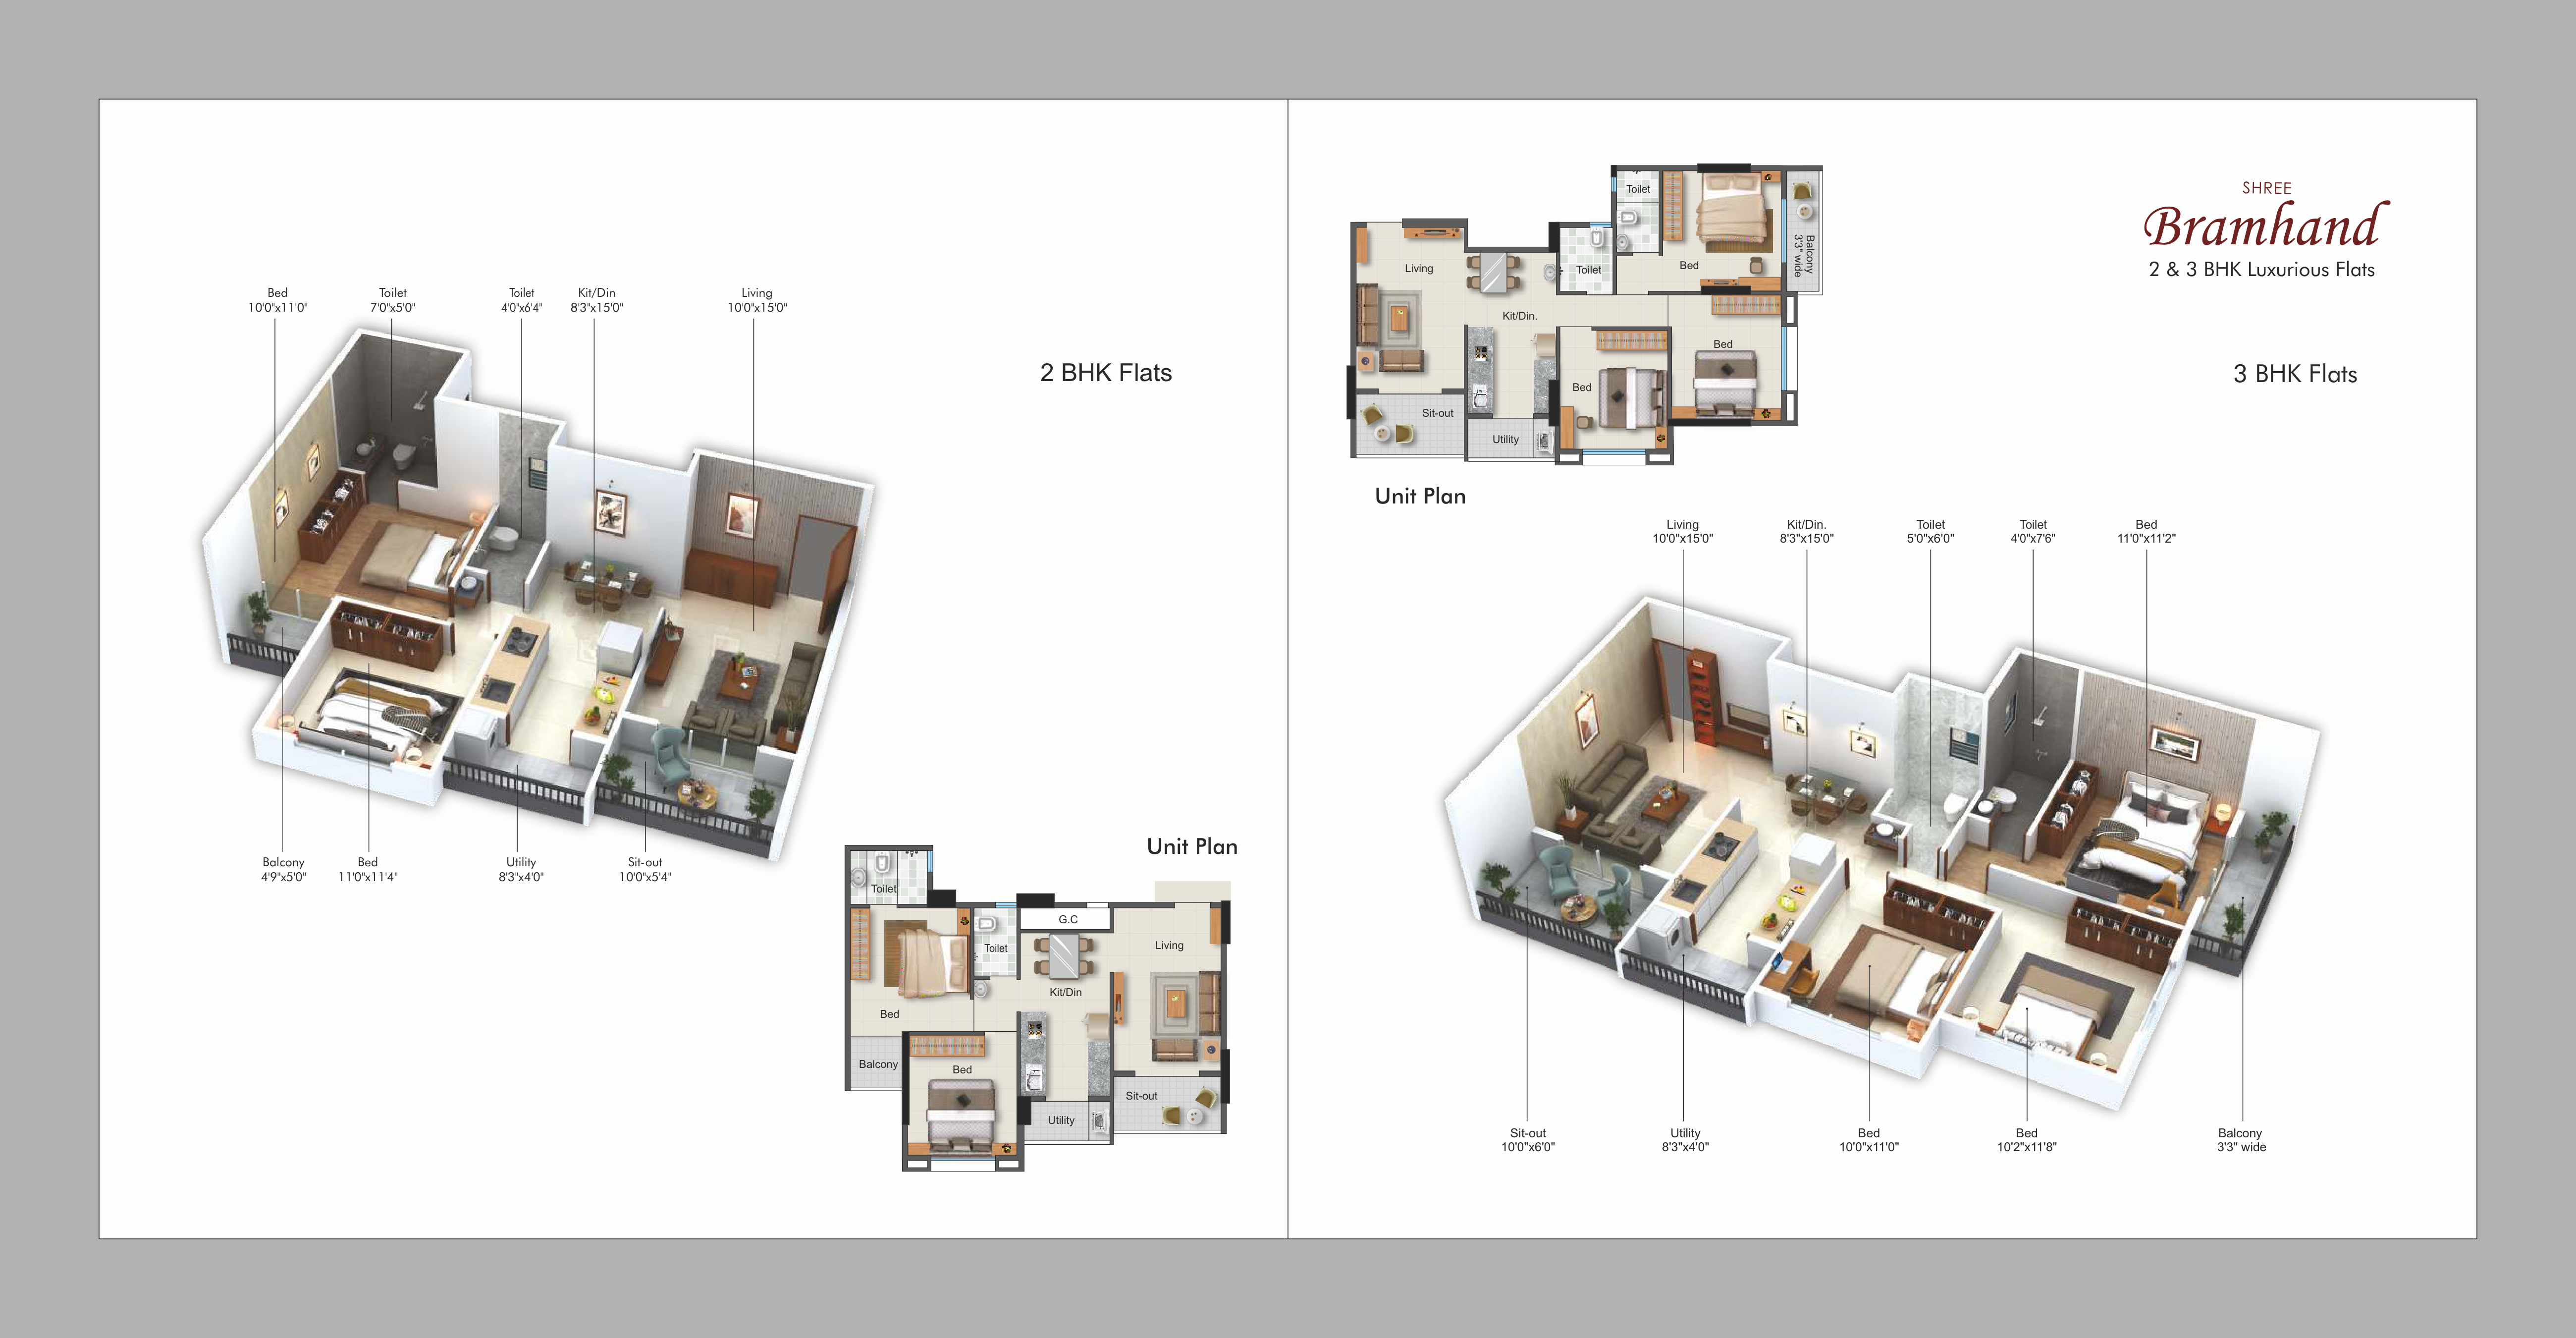 Bed
10'0"x11'0"
Toilet
7'0"x5'0"
Toilet
4'0"x6'4"
Kit/Din
8'3"x15'0"
Living
10'0"x15'0"
2 BHK Flats
Balcony
4'9"x5'0"
Bed
11'0"x11'4"
Utility
8'3"x4'0"
Sit-out
10'0"x5'4"
Unit Plan
Toilet
G.C
Toilet
Living
Kit/Din
Bed
Balcony
Bed
Sit-out
Utility
SHREE
Bramhand
2 & 3 BHK Luxurious Flats
3 BHK Flats
Toilet
Balcony
3'3" wide
Living
Toilet
Bed
Kit/Din.
Bed
Bed
Sit-out
Utility
Unit Plan
Living
10'0"x15'0"
Kit/Din.
8'3"x15'0"
Toilet
5'0"x6'0"
Toilet
4'0"x7'6"
Bed
11'0"x11'2"
Sit-out
10'0"x6'0"
Utility
8'3"x4'0"
Bed
10'0"x11'0"
Bed
10'2"x11'8"
Balcony
3'3" wide